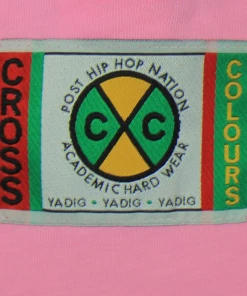 CROSS
POST HIP HOP NATION
C C
ACADEMIC HARD WEAR
YADIG • YADIG • YADIG
COLOURS